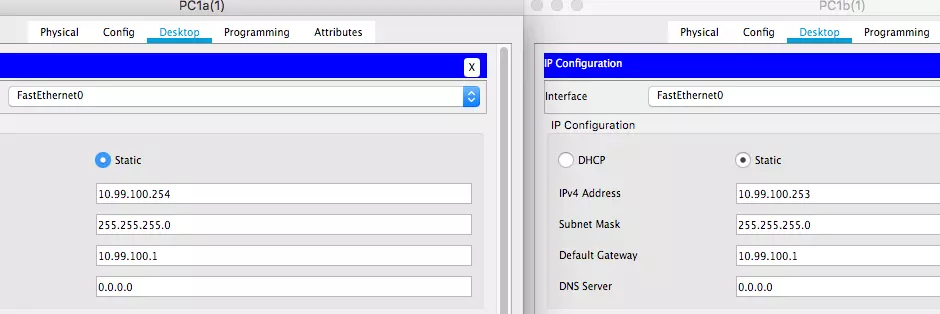 PC1a(1)
Physical Config Desktop Programming Attributes
X
FastEthernet0
Static
10.99.100.254
255.255.255.0
10.99.100.1
0.0.0.0
PC1b(1)
Physical Config Desktop Programming
IP Configuration
Interface FastEthernet0
IP Configuration
DHCP Static
IPv4 Address 10.99.100.253
Subnet Mask 255.255.255.0
Default Gateway 10.99.100.1
DNS Server 0.0.0.0